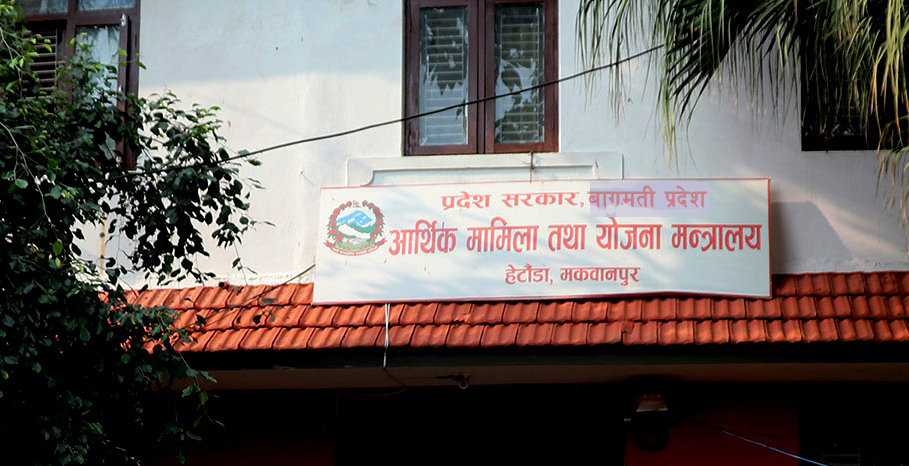 प्रदेश सरकार, बागमती प्रदेश
आर्थिक मामिला तथा योजना मन्त्रालय
हेटौंडा, मकवानपुर